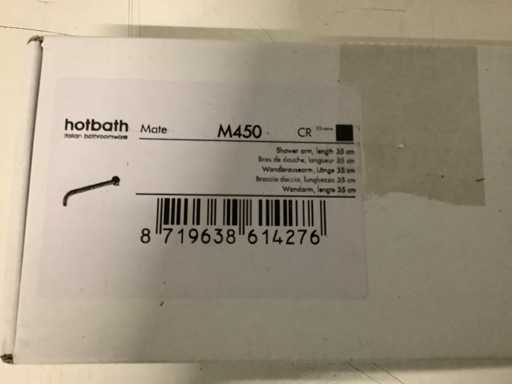 hotbath Mate M450 CR Chrome
italian bathroomware
Shower arm, length 35 cm
Bras de douche, longueur 35 cm
Wandbrausearm, Länge 35 cm
Braccio doccia, lunghezza 35 cm
Wandarm, lengte 35 cm
8 719638 614276